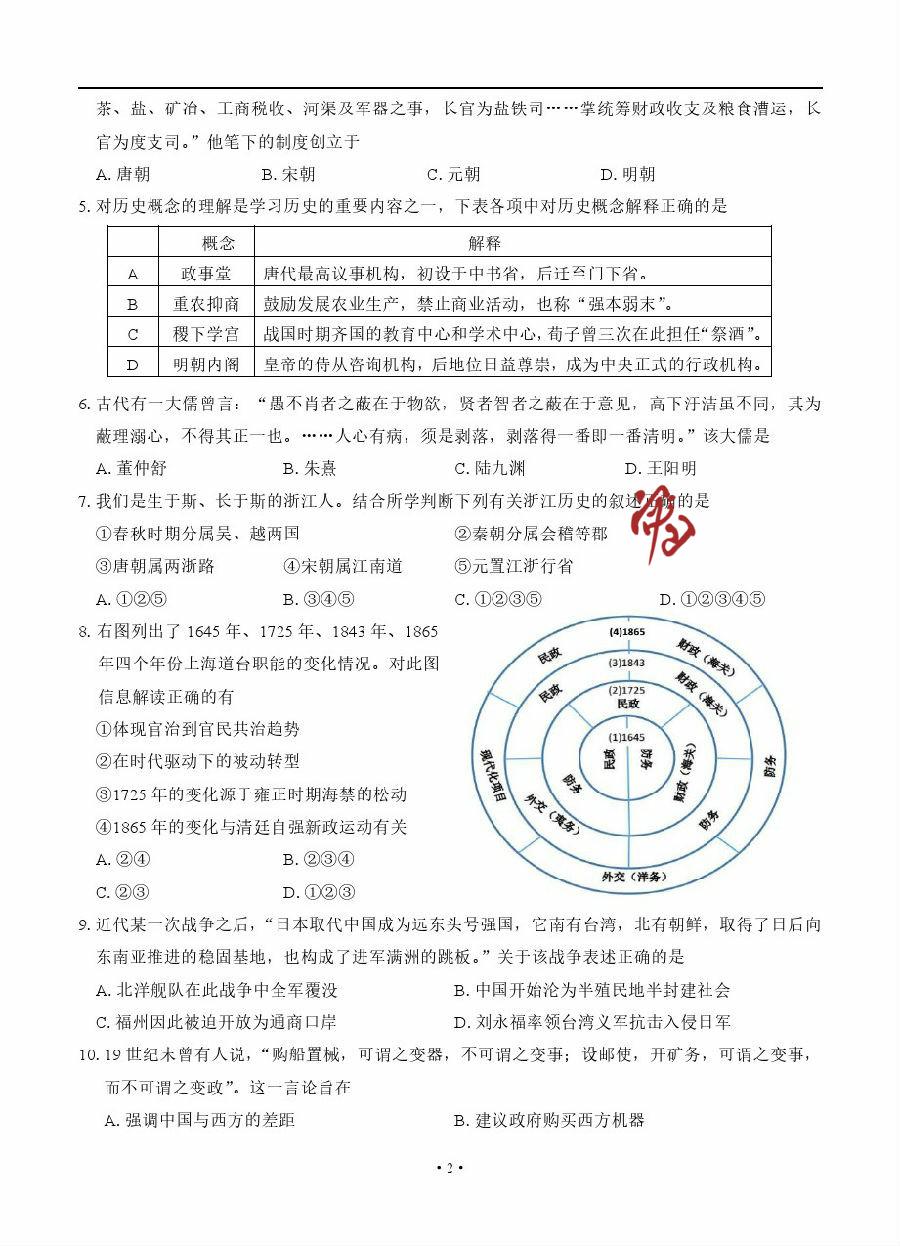 茶、盐、矿冶、工商税收、河渠及军器之事，长官为盐铁司……掌统筹财政收支及粮食漕运，长
官为度支司。”他笔下的制度创立于
A. 唐朝 B. 宋朝 C. 元朝 D. 明朝
5. 对历史概念的理解是学习历史的重要内容之一，下表各项中对历史概念解释正确的是
概念 解释
A 政事堂 唐代最高议事机构，初设于中书省，后迁至门下省。
B 重农抑商 鼓励发展农业生产，禁止商业活动，也称“强本弱末”。
C 稷下学宫 战国时期齐国的教育中心和学术中心，荀子曾三次在此担任“祭酒”。
D 明朝内阁 皇帝的侍从咨询机构，后地位日益尊崇，成为中央正式的行政机构。
6. 古代有一大儒曾言：“愚不肖者之蔽在于物欲，贤者智者之蔽在于意见，高下汙洁虽不同，其为
蔽理溺心，不得其正一也。……人心有病，须是剥落，剥落得一番即一番清明。”该大儒是
A. 董仲舒 B. 朱熹 C. 陆九渊 D. 王阳明
7. 我们是生于斯、长于斯的浙江人。结合所学判断下列有关浙江历史的叙述正确的是
①春秋时期分属吴、越两国 ②秦朝分属会稽等郡
③唐朝属两浙路 ④宋朝属江南道 ⑤元置江浙行省
A. ①②⑤ B. ③④⑤ C. ①②③⑤ D. ①②③④⑤
8. 右图列出了 1645 年、1725 年、1843 年、1865
年四个年份上海道台职能的变化情况。对此图
信息解读正确的有
①体现官治到官民共治趋势
②在时代驱动下的被动转型
③1725 年的变化源于雍正时期海禁的松动
④1865 年的变化与清廷自强新政运动有关
A. ②④ B. ②③④
C. ②③ D. ①②③
(4)1865
民政
财政（海关）
防务
外交（洋务）
现代化项目
(3)1843
民政
财政（海关）
防务
外交（夷务）
(2)1725
民政
财政（海关）
防务
(1)1645
民政
防务
9. 近代某一次战争之后，“日本取代中国成为远东头号强国，它南有台湾，北有朝鲜，取得了日后向
东南亚推进的稳固基地，也构成了进军满洲的跳板。”关于该战争表述正确的是
A. 北洋舰队在此战争中全军覆没 B. 中国开始沦为半殖民地半封建社会
C. 福州因此被迫开放为通商口岸 D. 刘永福率领台湾义军抗击入侵日军
10. 19 世纪末曾有人说，“购船置械，可谓之变器，不可谓之变事；设邮使，开矿务，可谓之变事，
而不可谓之变政”。这一言论旨在
A. 强调中国与西方的差距 B. 建议政府购买西方机器
· 2 ·